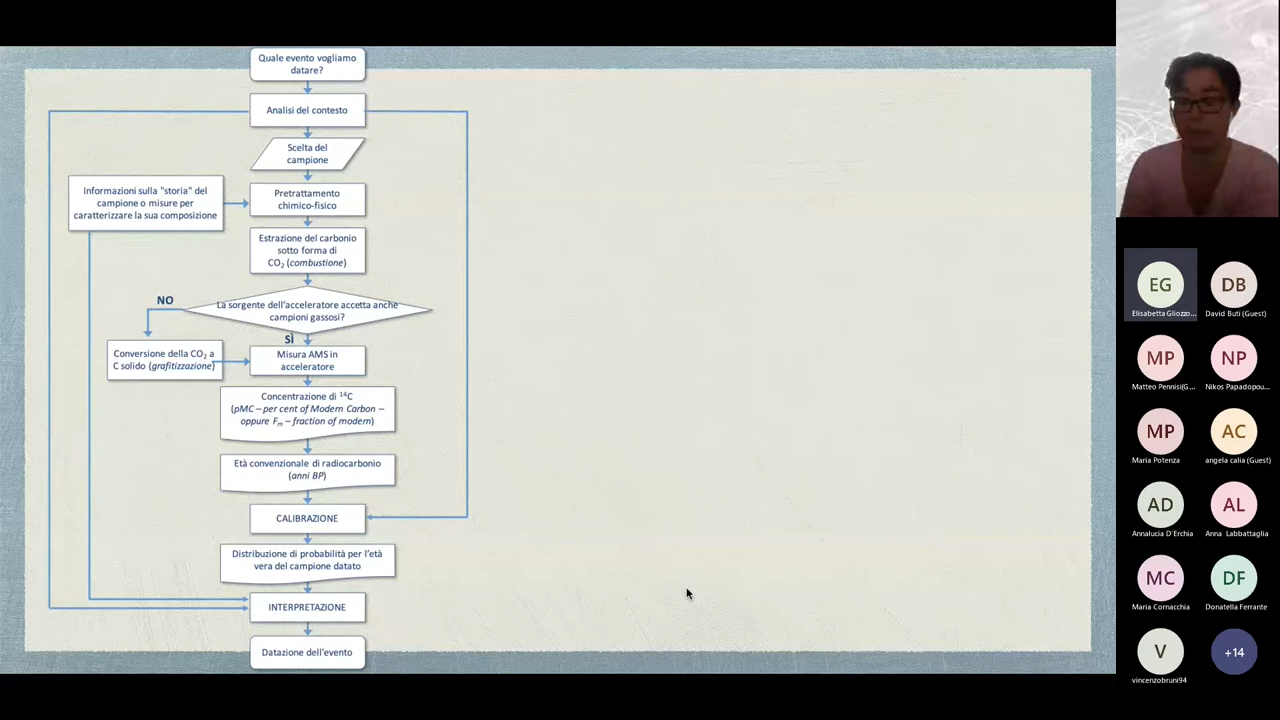 Quale evento vogliamo
datare?
Analisi del contesto
Scelta del
campione
Informazioni sulla "storia" del
campione o misure per
caratterizzare la sua composizione
Pretrattamento
chimico-fisico
Estrazione del carbonio
sotto forma di
CO₂ (combustione)
NO
La sorgente dell'acceleratore accetta anche
campioni gassosi?
SÌ
Conversione della CO₂ a
C solido (grafitizzazione)
Misura AMS in
acceleratore
Concentrazione di ¹⁴C
(pMC – per cent of Modern Carbon –
oppure Fm – fraction of modern)
Età convenzionale di radiocarbonio
(anni BP)
CALIBRAZIONE
Distribuzione di probabilità per l'età
vera del campione datato
INTERPRETAZIONE
Datazione dell'evento
EG
Elisabetta Gliozzo...
DB
David Buti (Guest)
MP
Matteo Pennisi(G...
NP
Nikos Papadopou...
MP
Maria Potenza
AC
angela calia (Guest)
AD
Annalucia D'Erchia
AL
Anna Labbattaglia
MC
Maria Cornacchia
DF
Donatella Ferrante
V
vincenzobruni94
+14